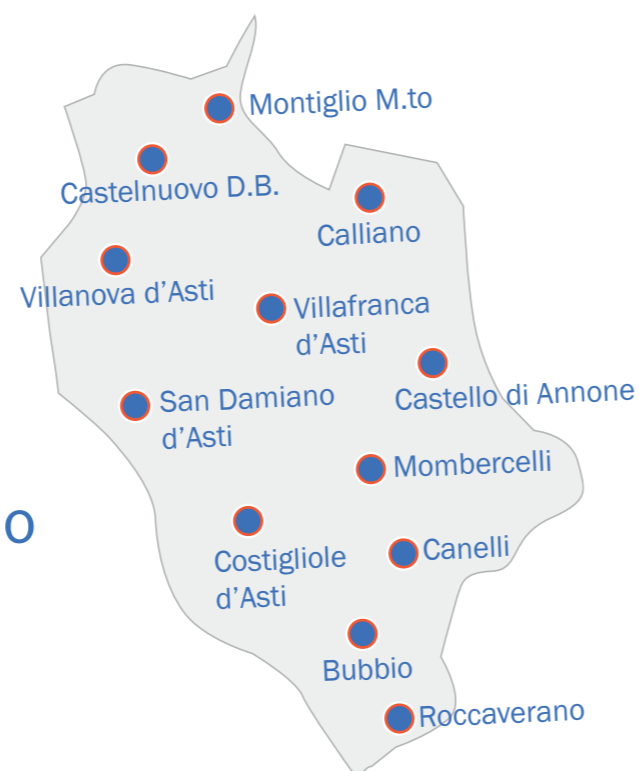 Montiglio M.to
Castelnuovo D.B.
Calliano
Villanova d'Asti
Villafranca
d'Asti
Castello di Annone
San Damiano
d'Asti
Mombercelli
o
Costigliole
d'Asti
Canelli
Bubbio
Roccaverano